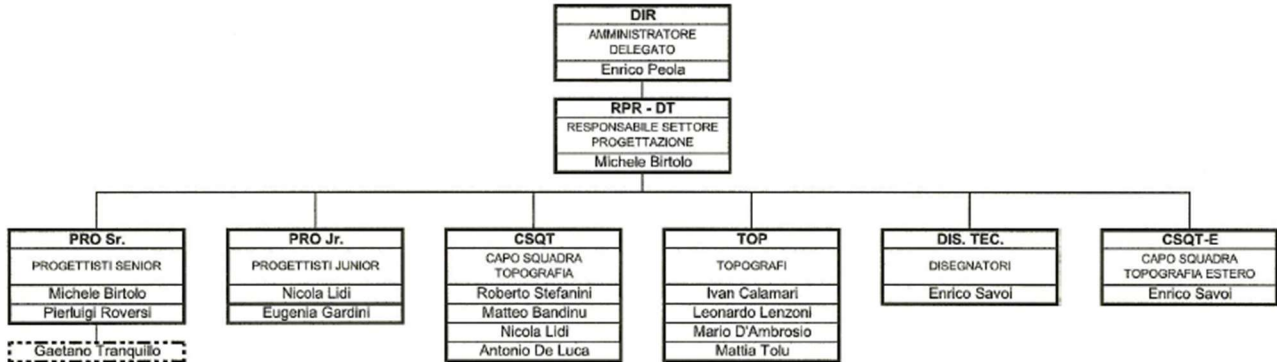 DIR
AMMINISTRATORE
DELEGATO
Enrico Peola
RPR - DT
RESPONSABILE SETTORE
PROGETTAZIONE
Michele Birtolo
PRO Sr.
PROGETTISTI SENIOR
Michele Birtolo
Pierluigi Roversi
Gaetano Tranquillo
PRO Jr.
PROGETTISTI JUNIOR
Nicola Lidi
Eugenia Gardini
CSQT
CAPO SQUADRA
TOPOGRAFIA
Roberto Stefanini
Matteo Bandinu
Nicola Lidi
Antonio De Luca
TOP
TOPOGRAFI
Ivan Calamari
Leonardo Lenzoni
Mario D'Ambrosio
Mattia Tolu
DIS. TEC.
DISEGNATORI
Enrico Savoi
CSQT-E
CAPO SQUADRA
TOPOGRAFIA ESTERO
Enrico Savoi